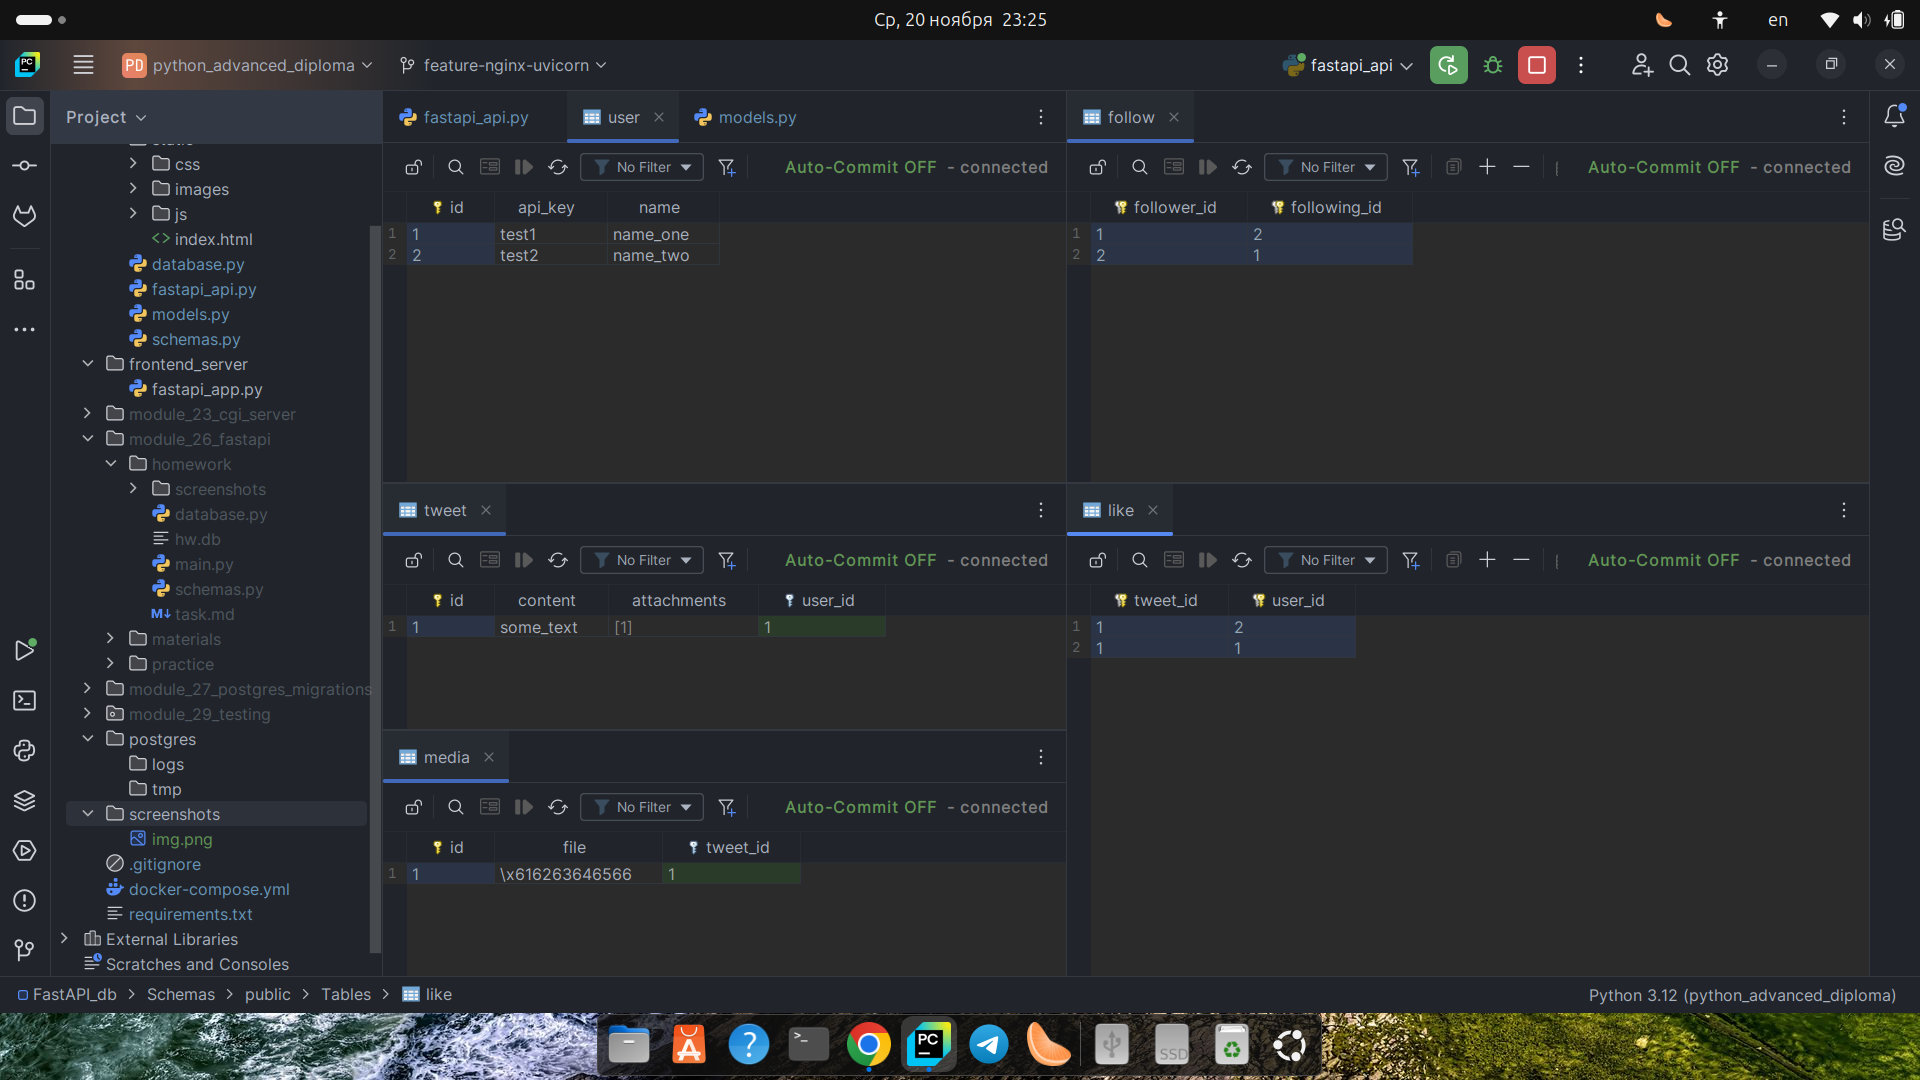 Ср, 20 ноября 23:25
en
PC
PD python_advanced_diploma
feature-nginx-uvicorn
fastapi_api
Project
css
images
js
index.html
database.py
fastapi_api.py
models.py
schemas.py
frontend_server
fastapi_app.py
module_23_cgi_server
module_26_fastapi
homework
screenshots
database.py
hw.db
main.py
schemas.py
M↓ task.md
materials
practice
module_27_postgres_migrations
module_29_testing
postgres
logs
tmp
screenshots
img.png
.gitignore
docker-compose.yml
requirements.txt
External Libraries
Scratches and Consoles
fastapi_api.py
user
models.py
No Filter
Auto-Commit OFF - connected
id api_key name
1 1 test1 name_one
2 2 test2 name_two
follow
No Filter
Auto-Commit OFF - connected
follower_id following_id
1 1 2
2 2 1
tweet
No Filter
Auto-Commit OFF - connected
id content attachments user_id
1 1 some_text [1] 1
like
No Filter
Auto-Commit OFF - connected
tweet_id user_id
1 1 2
2 1 1
media
No Filter
Auto-Commit OFF - connected
id file tweet_id
1 1 \x616263646566 1
FastAPI_db > Schemas > public > Tables > like
Python 3.12 (python_advanced_diploma)
PC
SSD